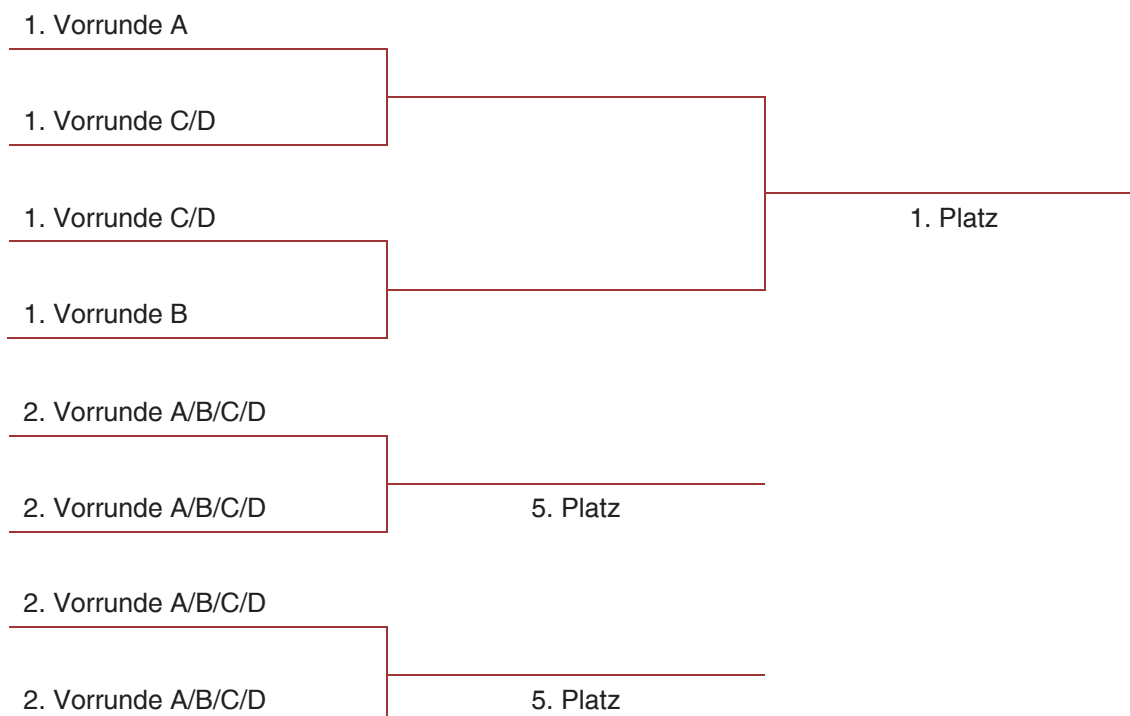 1. Vorrunde A
1. Vorrunde C/D
1. Vorrunde C/D
1. Platz
1. Vorrunde B
2. Vorrunde A/B/C/D
2. Vorrunde A/B/C/D
5. Platz
2. Vorrunde A/B/C/D
2. Vorrunde A/B/C/D
5. Platz